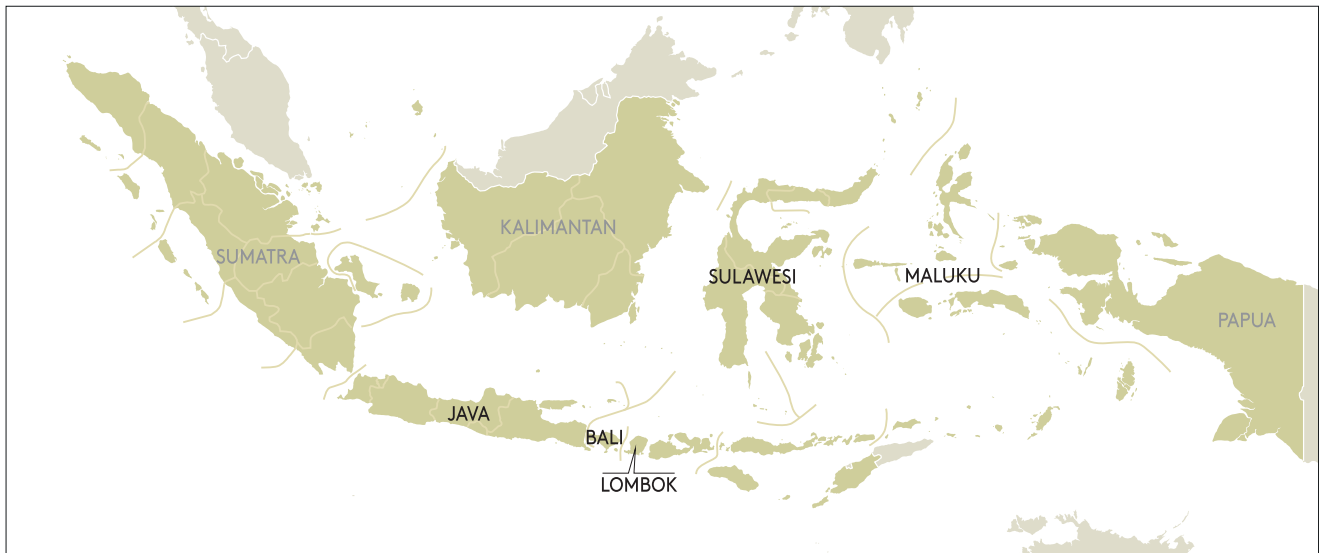 KALIMANTAN
SUMATRA
SULAWESI
MALUKU
PAPUA
JAVA
BALI
LOMBOK